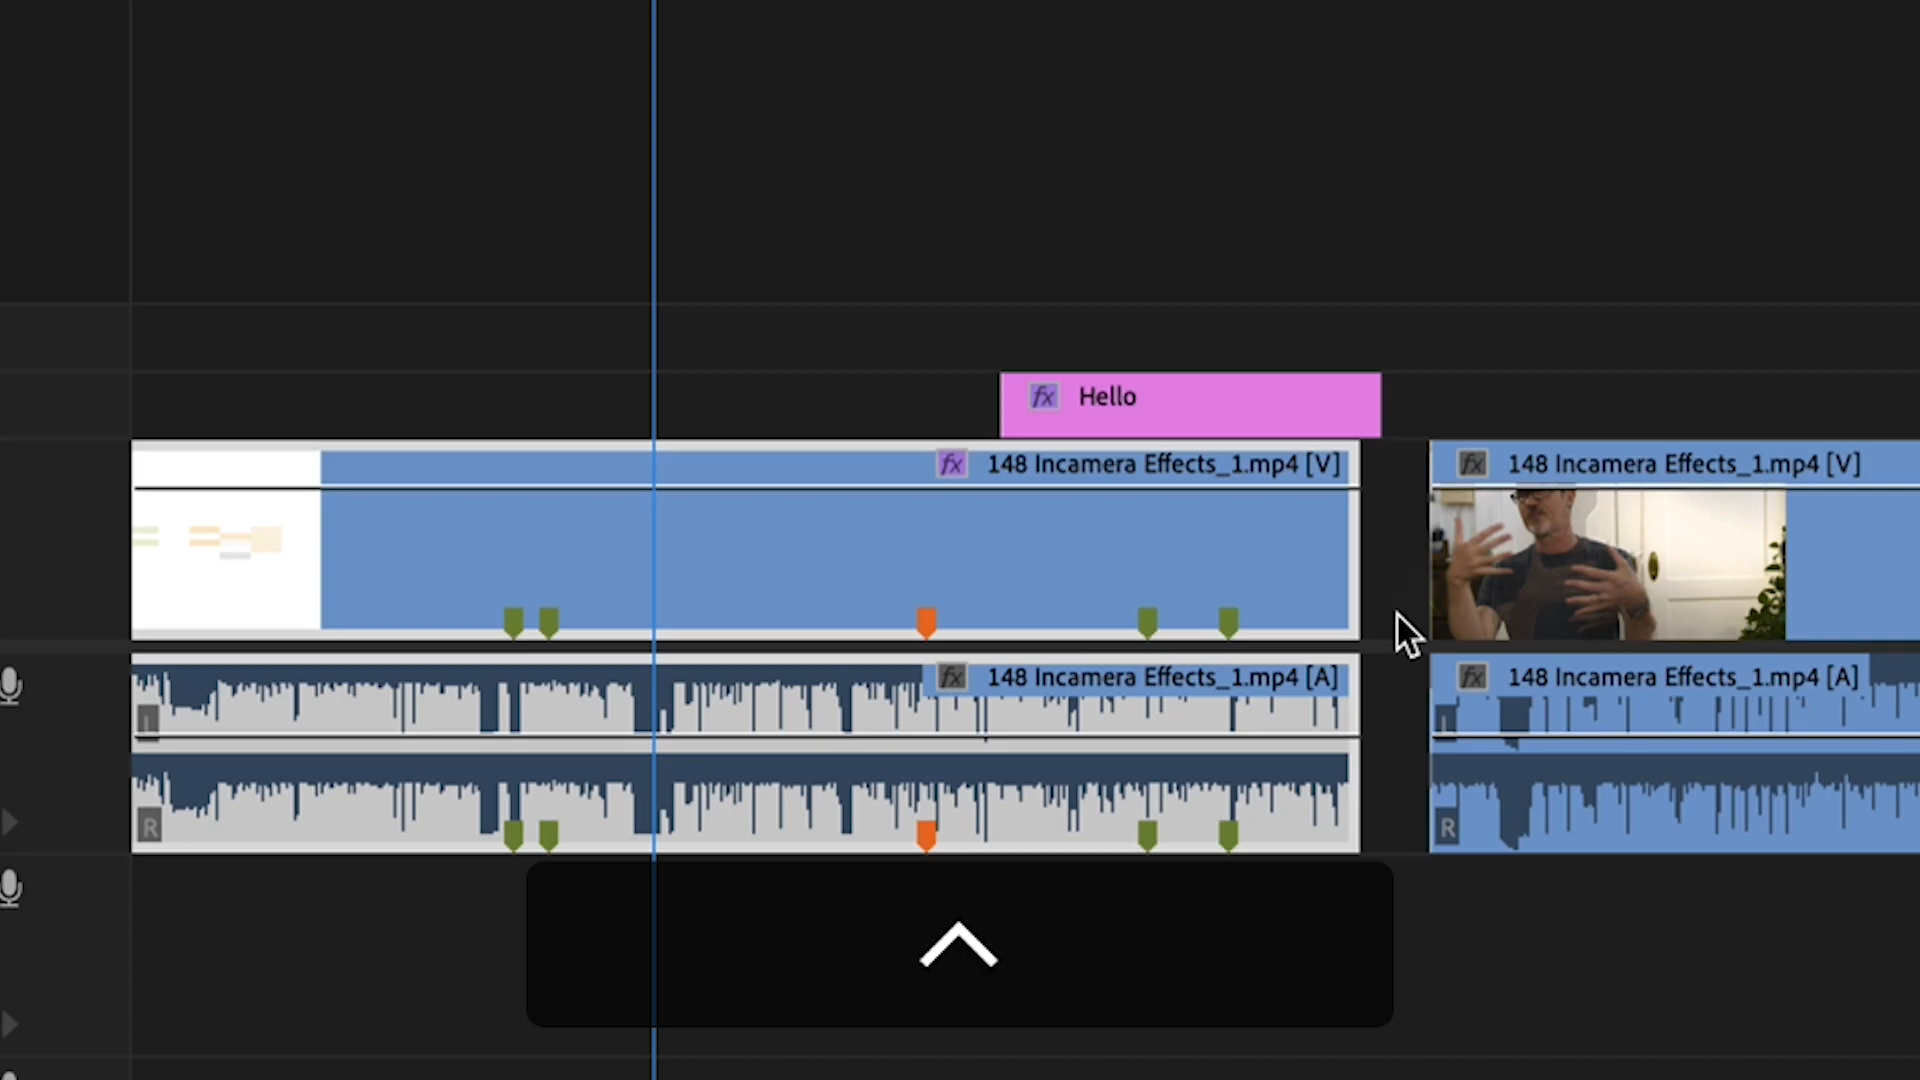 fx Hello
fx 148 Incamera Effects_1.mp4 [V]
fx 148 Incamera Effects_1.mp4 [V]
fx 148 Incamera Effects_1.mp4 [A]
fx 148 Incamera Effects_1.mp4 [A]
L
L
R
R